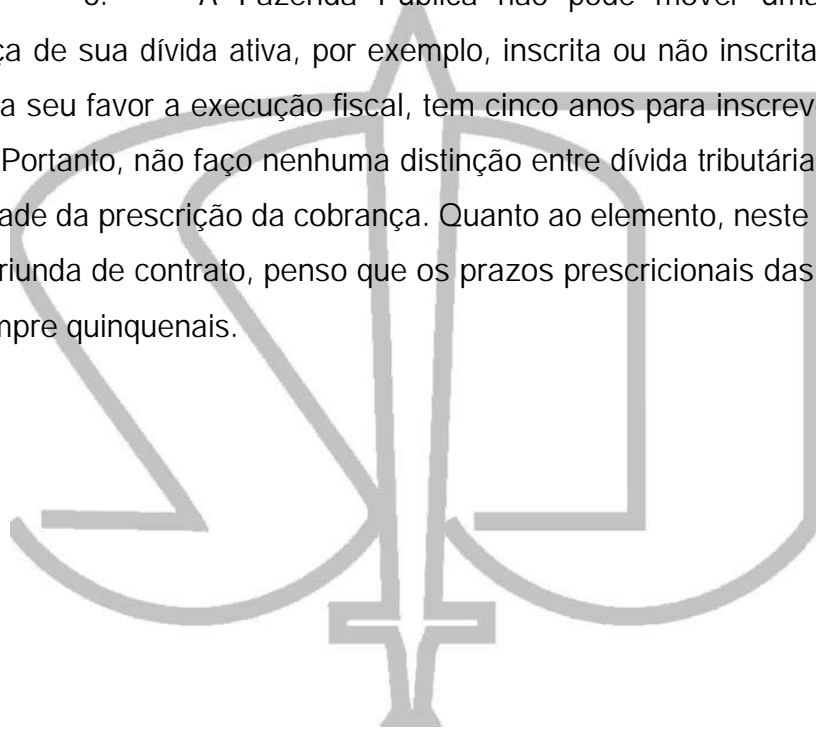 A Fazenda Pública não pode mover uma
ça de sua dívida ativa, por exemplo, inscrita ou não inscrita
a seu favor a execução fiscal, tem cinco anos para inscrev
Portanto, não faço nenhuma distinção entre dívida tributária
ade da prescrição da cobrança. Quanto ao elemento, neste
riunda de contrato, penso que os prazos prescricionais das
mpre quinquenais.